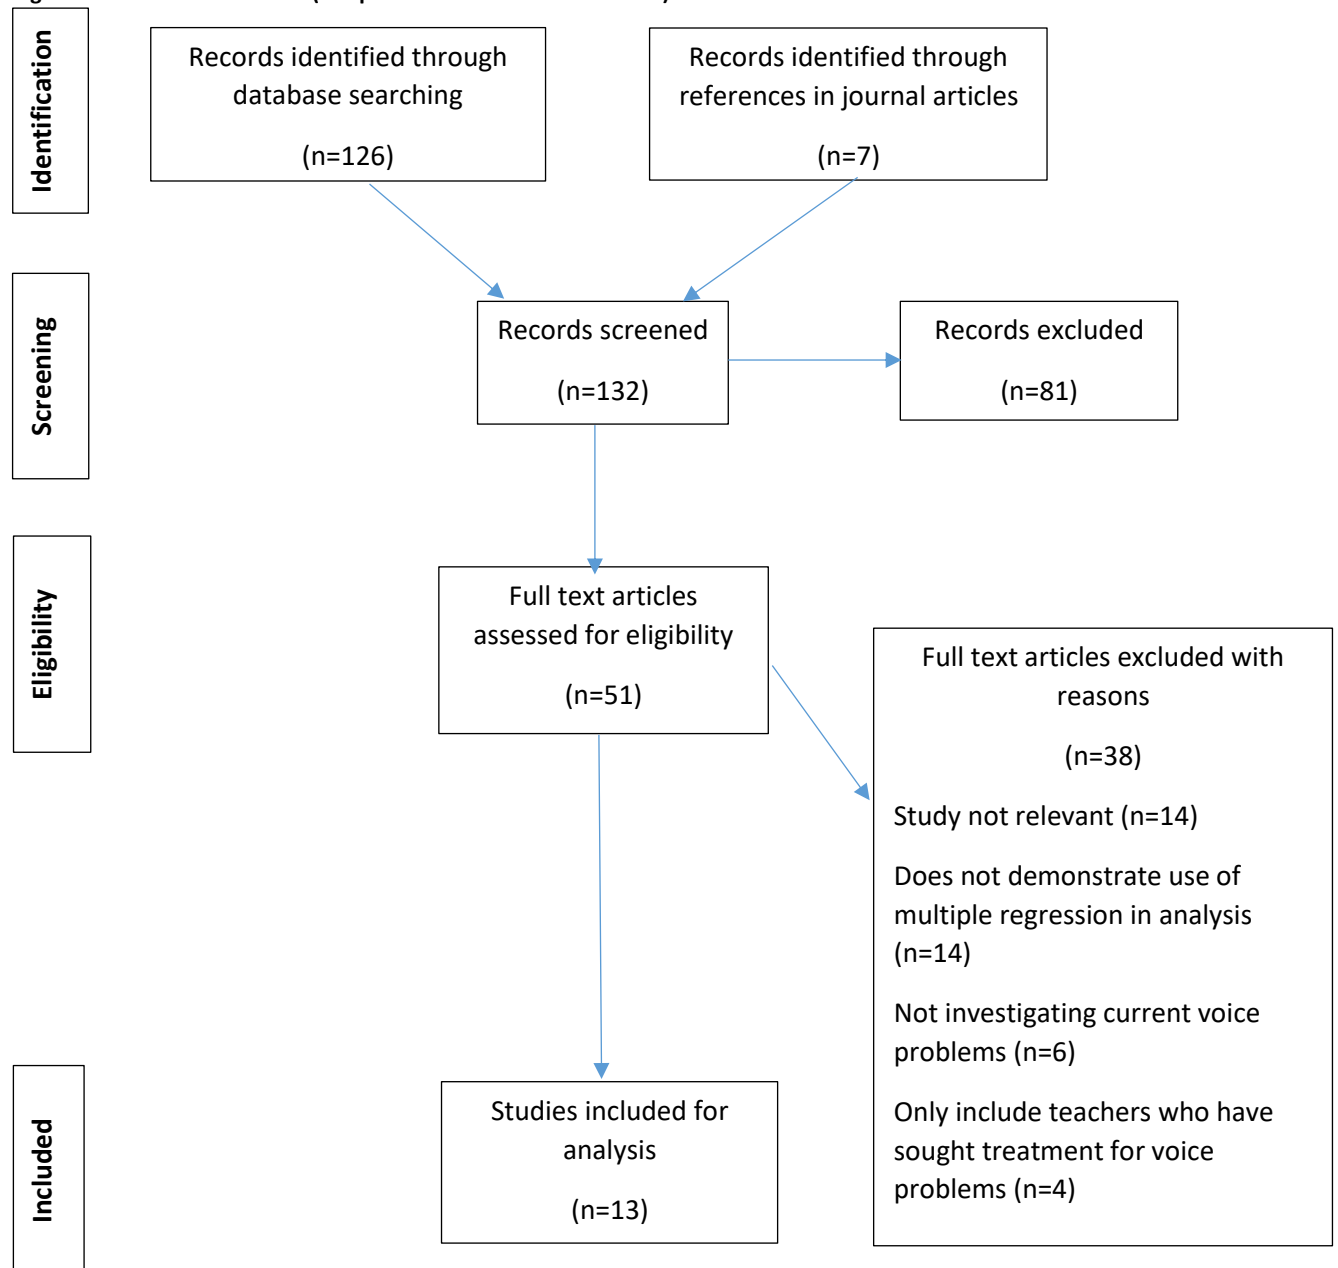 Identification
Records identified through
database searching
(n=126)
Records identified through
references in journal articles
(n=7)
Screening
Records screened
(n=132)
Records excluded
(n=81)
Eligibility
Full text articles
assessed for eligibility
(n=51)
Full text articles excluded with
reasons
(n=38)
Study not relevant (n=14)
Does not demonstrate use of
multiple regression in analysis
(n=14)
Not investigating current voice
problems (n=6)
Only include teachers who have
sought treatment for voice
problems (n=4)
Included
Studies included for
analysis
(n=13)